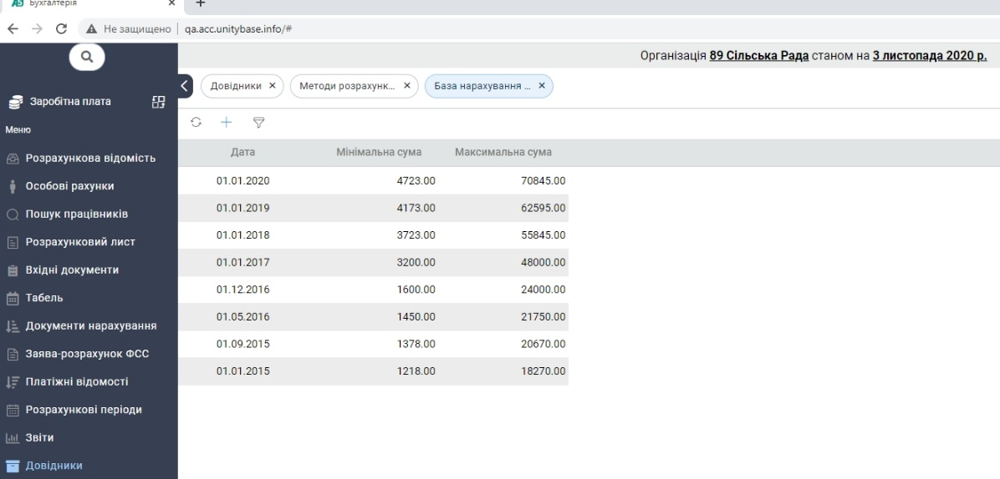 Бухгалтерія
Не защищено qa.acc.unitybase.info/#
Організація 89 Сільська Рада станом на 3 листопада 2020 р.
Довідники Методи розрахунк... База нарахування ...
Заробітна плата
Меню
Розрахункова відомість
Особові рахунки
Пошук працівників
Розрахунковий лист
Вхідні документи
Табель
Документи нарахування
Заява-розрахунок ФСС
Платіжні відомості
Розрахункові періоди
Звіти
Довідники
Дата Мінімальна сума Максимальна сума
01.01.2020 4723.00 70845.00
01.01.2019 4173.00 62595.00
01.01.2018 3723.00 55845.00
01.01.2017 3200.00 48000.00
01.12.2016 1600.00 24000.00
01.05.2016 1450.00 21750.00
01.09.2015 1378.00 20670.00
01.01.2015 1218.00 18270.00